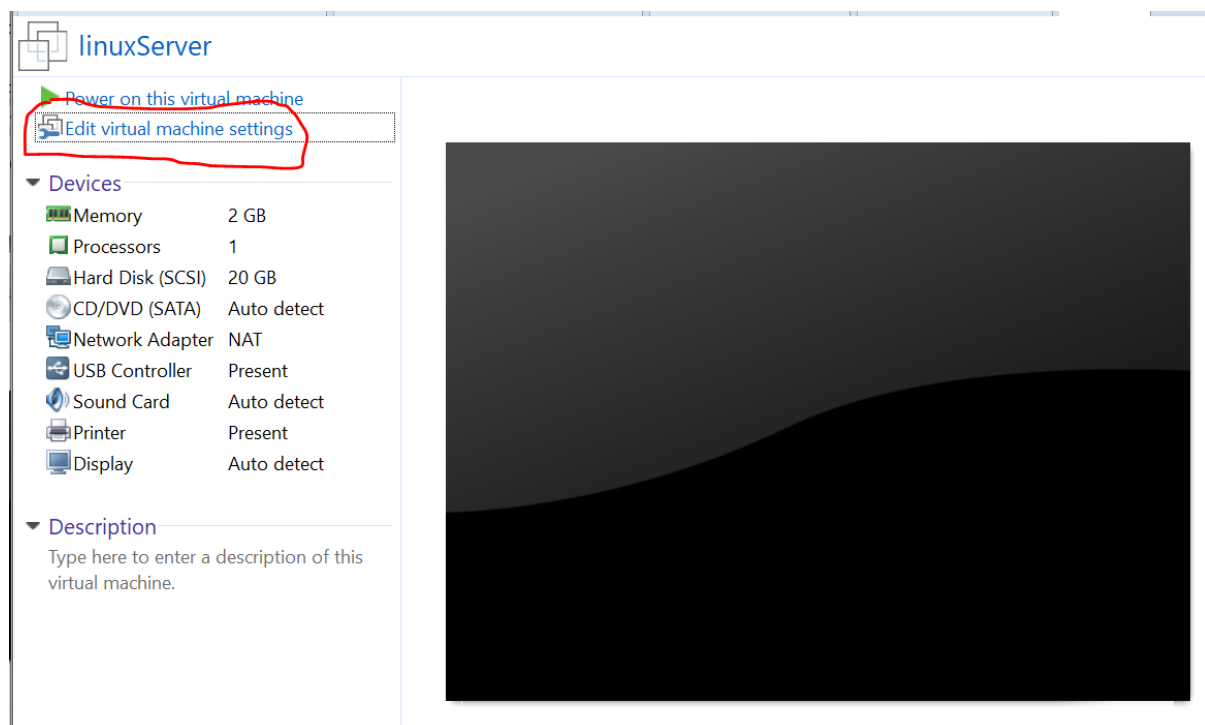 linuxServer
Power on this virtual machine
Edit virtual machine settings
Devices
Memory 2 GB
Processors 1
Hard Disk (SCSI) 20 GB
CD/DVD (SATA) Auto detect
Network Adapter NAT
USB Controller Present
Sound Card Auto detect
Printer Present
Display Auto detect
Description
Type here to enter a description of this
virtual machine.